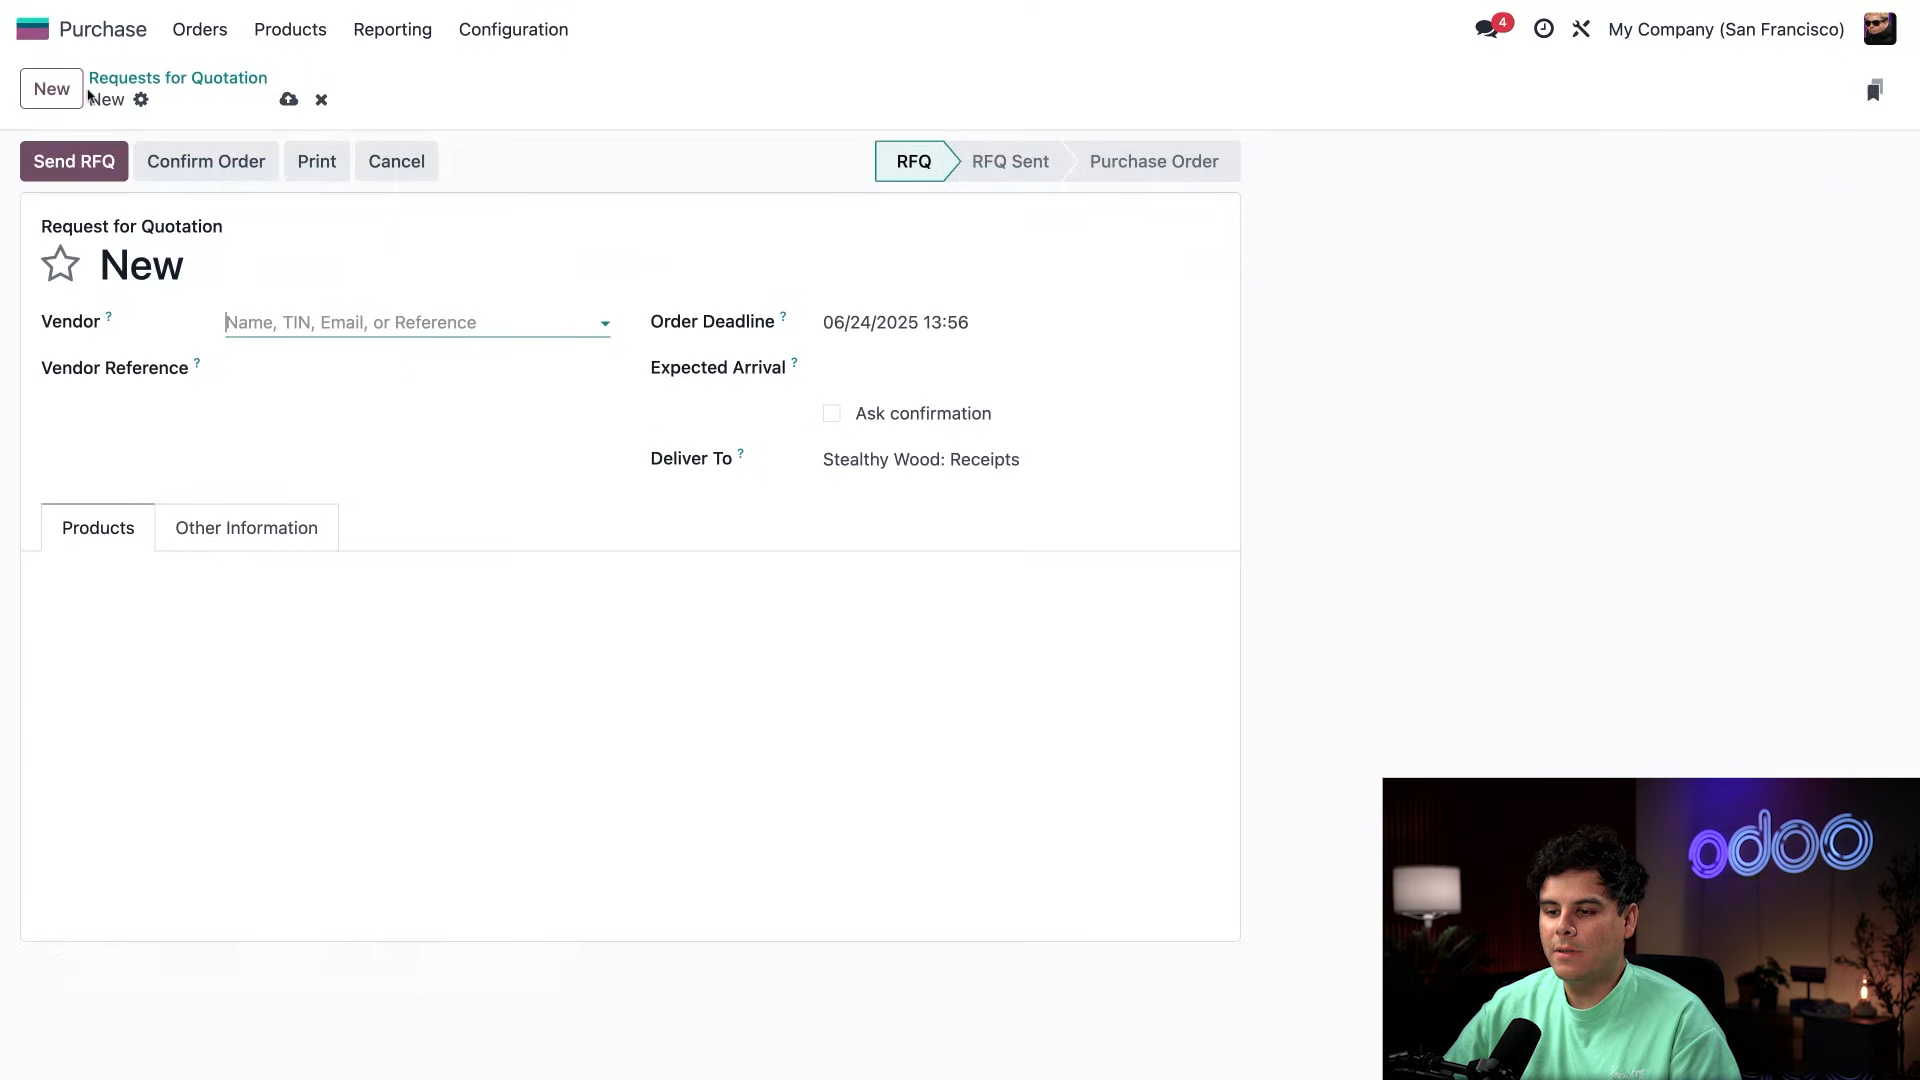 Purchase Orders Products Reporting Configuration 4 My Company (San Francisco)
New Requests for Quotation
New
Send RFQ Confirm Order Print Cancel RFQ RFQ Sent Purchase Order
Request for Quotation
New
Vendor ? Name, TIN, Email, or Reference Order Deadline ? 06/24/2025 13:56
Vendor Reference ? Expected Arrival ?
Ask confirmation
Deliver To ? Stealthy Wood: Receipts
Products Other Information
odoo